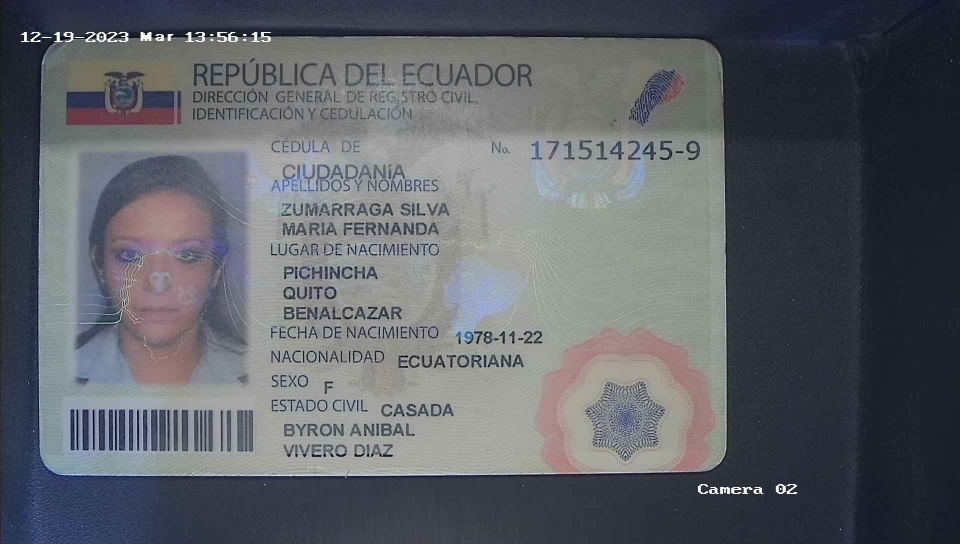 12-19-2023 Mar 13:56:15
REPÚBLICA DEL ECUADOR
DIRECCIÓN GENERAL DE REGISTRO CIVIL,
IDENTIFICACIÓN Y CEDULACIÓN
CÉDULA DE No. 171514245-9
CIUDADANíA
APELLIDOS Y NOMBRES
ZUMARRAGA SILVA
MARIA FERNANDA
LUGAR DE NACIMIENTO
PICHINCHA
QUITO
BENALCAZAR
FECHA DE NACIMIENTO 1978-11-22
NACIONALIDAD ECUATORIANA
SEXO F
ESTADO CIVIL CASADA
BYRON ANIBAL
VIVERO DIAZ
Camera 02